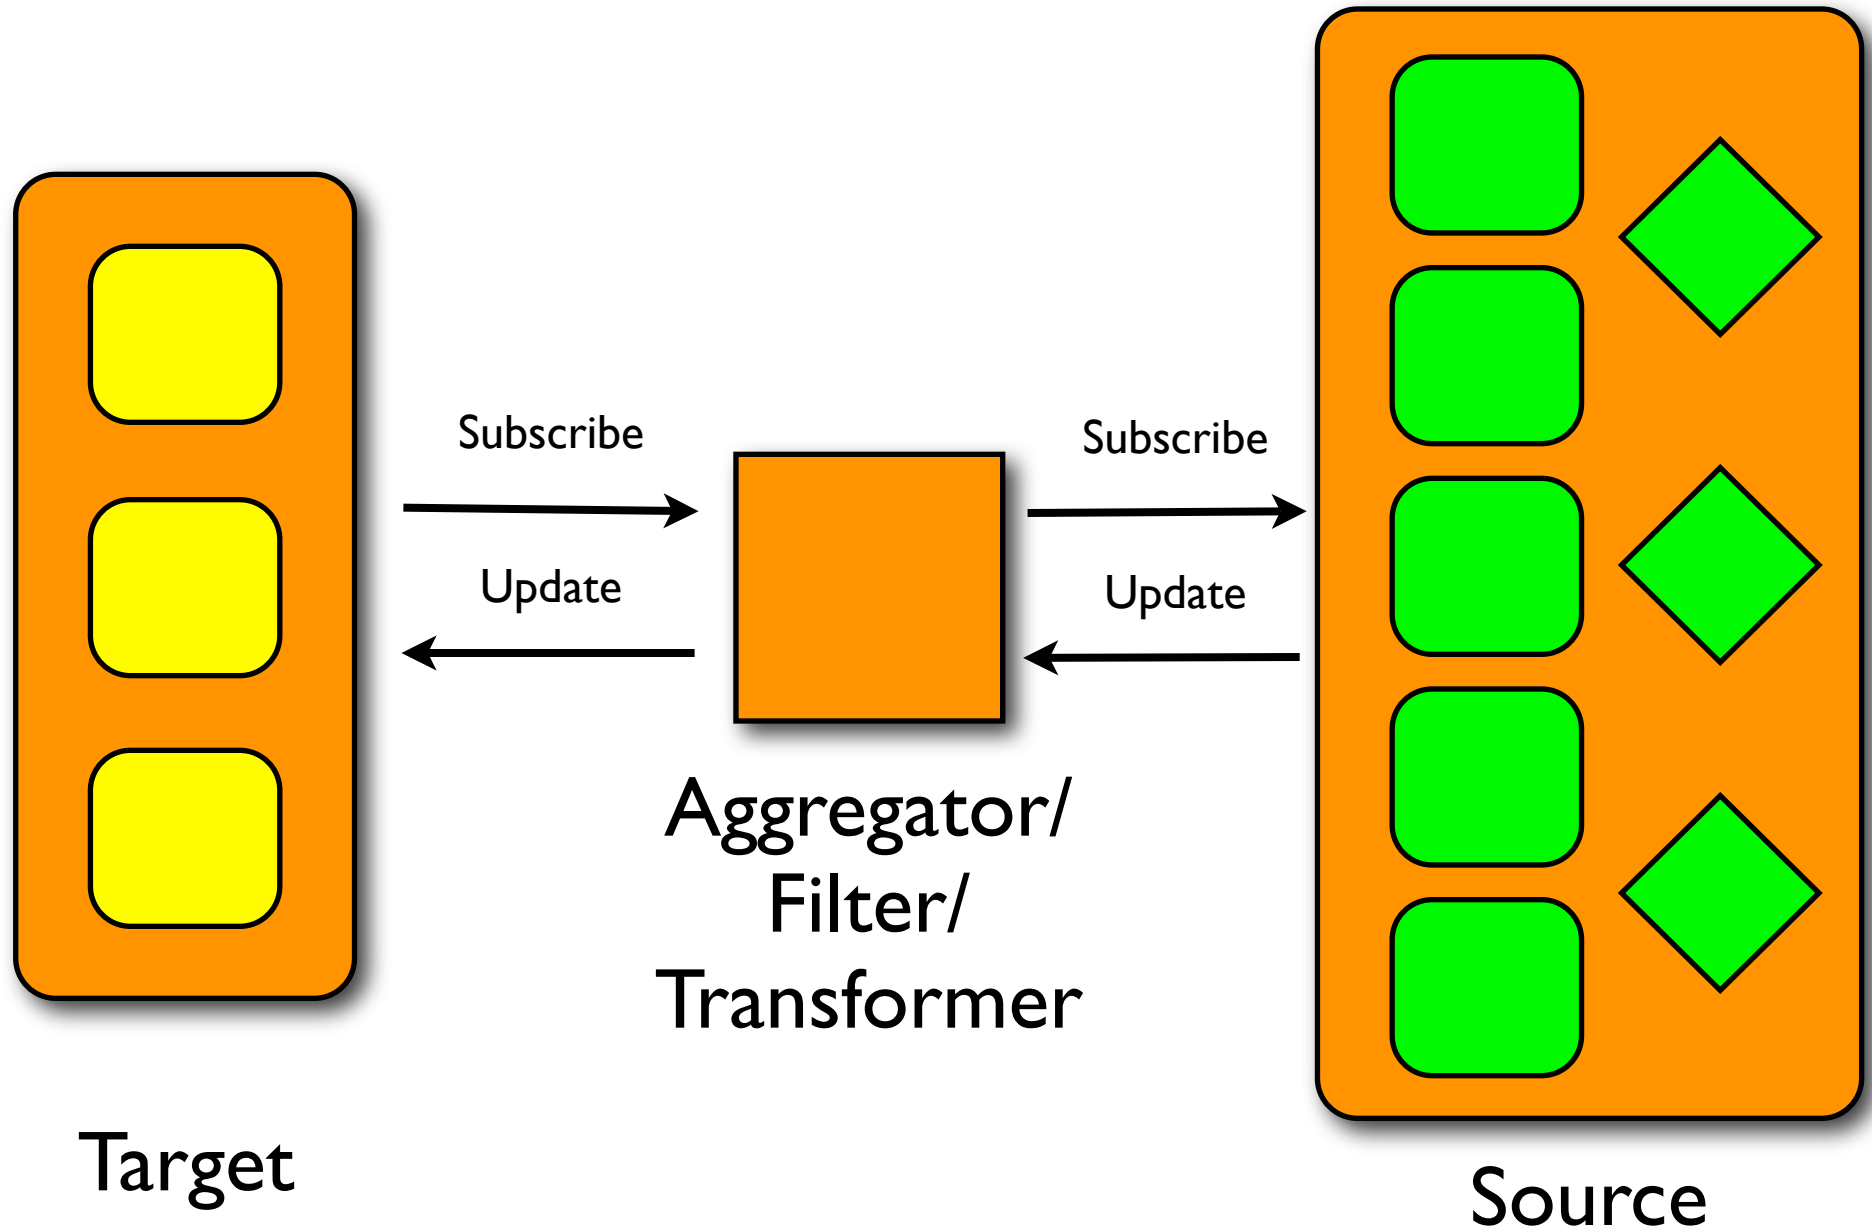 Subscribe
Subscribe
Update
Update
Aggregator/
Filter/
Transformer
Target
Source